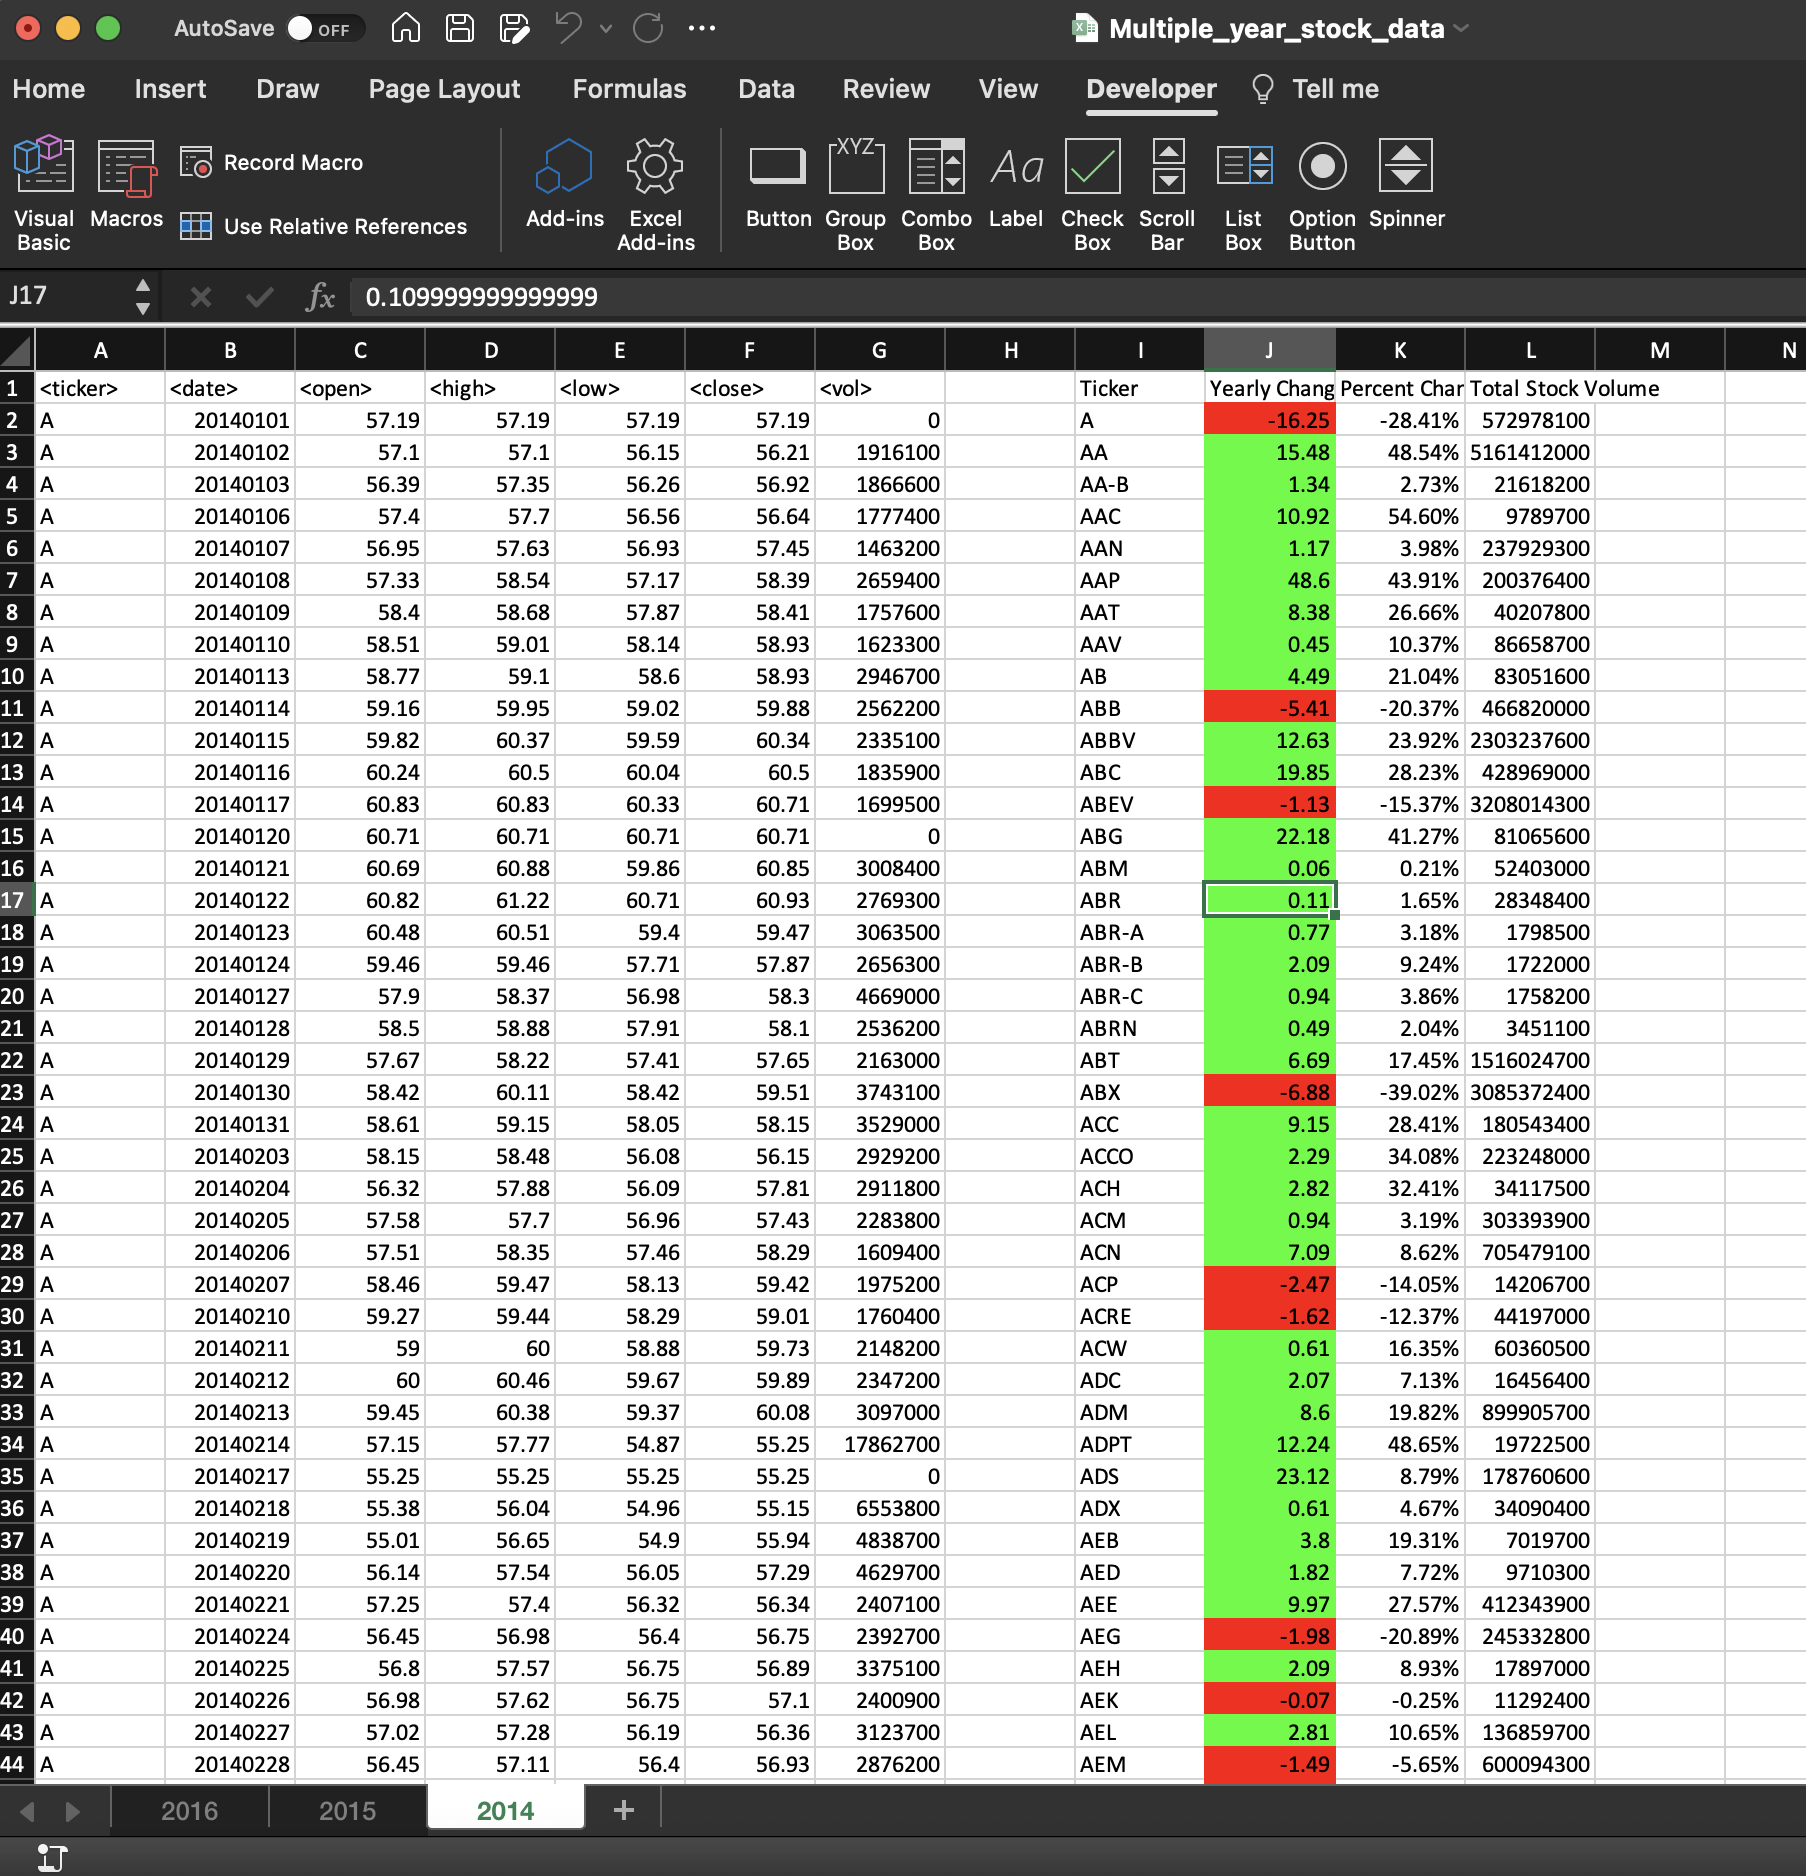 AutoSave OFF Multiple_year_stock_data
Home Insert Draw Page Layout Formulas Data Review View Developer Tell me
Visual Basic Macros Record Macro Use Relative References Add-ins Excel Add-ins XYZ Button Group Box Combo Box Aa Label Check Box Scroll Bar List Box Option Button Spinner
J17 fx 0.109999999999999
A B C D E F G H I J K L M N
1 <ticker> <date> <open> <high> <low> <close> <vol> Ticker Yearly Chang Percent Char Total Stock Volume
2 A 20140101 57.19 57.19 57.19 57.19 0 A -16.25 -28.41% 572978100
3 A 20140102 57.1 57.1 56.15 56.21 1916100 AA 15.48 48.54% 5161412000
4 A 20140103 56.39 57.35 56.26 56.92 1866600 AA-B 1.34 2.73% 21618200
5 A 20140106 57.4 57.7 56.56 56.64 1777400 AAC 10.92 54.60% 9789700
6 A 20140107 56.95 57.63 56.93 57.45 1463200 AAN 1.17 3.98% 237929300
7 A 20140108 57.33 58.54 57.17 58.39 2659400 AAP 48.6 43.91% 200376400
8 A 20140109 58.4 58.68 57.87 58.41 1757600 AAT 8.38 26.66% 40207800
9 A 20140110 58.51 59.01 58.14 58.93 1623300 AAV 0.45 10.37% 86658700
10 A 20140113 58.77 59.1 58.6 58.93 2946700 AB 4.49 21.04% 83051600
11 A 20140114 59.16 59.95 59.02 59.88 2562200 ABB -5.41 -20.37% 466820000
12 A 20140115 59.82 60.37 59.59 60.34 2335100 ABBV 12.63 23.92% 2303237600
13 A 20140116 60.24 60.5 60.04 60.5 1835900 ABC 19.85 28.23% 428969000
14 A 20140117 60.83 60.83 60.33 60.71 1699500 ABEV -1.13 -15.37% 3208014300
15 A 20140120 60.71 60.71 60.71 60.71 0 ABG 22.18 41.27% 81065600
16 A 20140121 60.69 60.88 59.86 60.85 3008400 ABM 0.06 0.21% 52403000
17 A 20140122 60.82 61.22 60.71 60.93 2769300 ABR 0.11 1.65% 28348400
18 A 20140123 60.48 60.51 59.4 59.47 3063500 ABR-A 0.77 3.18% 1798500
19 A 20140124 59.46 59.46 57.71 57.87 2656300 ABR-B 2.09 9.24% 1722000
20 A 20140127 57.9 58.37 56.98 58.3 4669000 ABR-C 0.94 3.86% 1758200
21 A 20140128 58.5 58.88 57.91 58.1 2536200 ABRN 0.49 2.04% 3451100
22 A 20140129 57.67 58.22 57.41 57.65 2163000 ABT 6.69 17.45% 1516024700
23 A 20140130 58.42 60.11 58.42 59.51 3743100 ABX -6.88 -39.02% 3085372400
24 A 20140131 58.61 59.15 58.05 58.15 3529000 ACC 9.15 28.41% 180543400
25 A 20140203 58.15 58.48 56.08 56.15 2929200 ACCO 2.29 34.08% 223248000
26 A 20140204 56.32 57.88 56.09 57.81 2911800 ACH 2.82 32.41% 34117500
27 A 20140205 57.58 57.7 56.96 57.43 2283800 ACM 0.94 3.19% 303393900
28 A 20140206 57.51 58.35 57.46 58.29 1609400 ACN 7.09 8.62% 705479100
29 A 20140207 58.46 59.47 58.13 59.42 1975200 ACP -2.47 -14.05% 14206700
30 A 20140210 59.27 59.44 58.29 59.01 1760400 ACRE -1.62 -12.37% 44197000
31 A 20140211 59 60 58.88 59.73 2148200 ACW 0.61 16.35% 60360500
32 A 20140212 60 60.46 59.67 59.89 2347200 ADC 2.07 7.13% 16456400
33 A 20140213 59.45 60.38 59.37 60.08 3097000 ADM 8.6 19.82% 899905700
34 A 20140214 57.15 57.77 54.87 55.25 17862700 ADPT 12.24 48.65% 19722500
35 A 20140217 55.25 55.25 55.25 55.25 0 ADS 23.12 8.79% 178760600
36 A 20140218 55.38 56.04 54.96 55.15 6553800 ADX 0.61 4.67% 34090400
37 A 20140219 55.01 56.65 54.9 55.94 4838700 AEB 3.8 19.31% 7019700
38 A 20140220 56.14 57.54 56.05 57.29 4629700 AED 1.82 7.72% 9710300
39 A 20140221 57.25 57.4 56.32 56.34 2407100 AEE 9.97 27.57% 412343900
40 A 20140224 56.45 56.98 56.4 56.75 2392700 AEG -1.98 -20.89% 245332800
41 A 20140225 56.8 57.57 56.75 56.89 3375100 AEH 2.09 8.93% 17897000
42 A 20140226 56.98 57.62 56.75 57.1 2400900 AEK -0.07 -0.25% 11292400
43 A 20140227 57.02 57.28 56.19 56.36 3123700 AEL 2.81 10.65% 136859700
44 A 20140228 56.45 57.11 56.4 56.93 2876200 AEM -1.49 -5.65% 600094300
2016 2015 2014 +